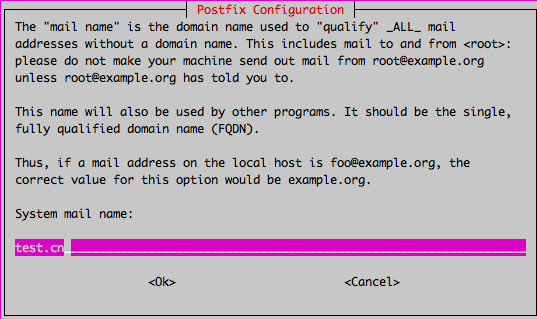 Postfix Configuration
The "mail name" is the domain name used to "qualify" _ALL_ mail
addresses without a domain name. This includes mail to and from <root>:
please do not make your machine send out mail from root@example.org
unless root@example.org has told you to.
This name will also be used by other programs. It should be the single,
fully qualified domain name (FQDN).
Thus, if a mail address on the local host is foo@example.org, the
correct value for this option would be example.org.
System mail name:
test.cn
<Ok> <Cancel>